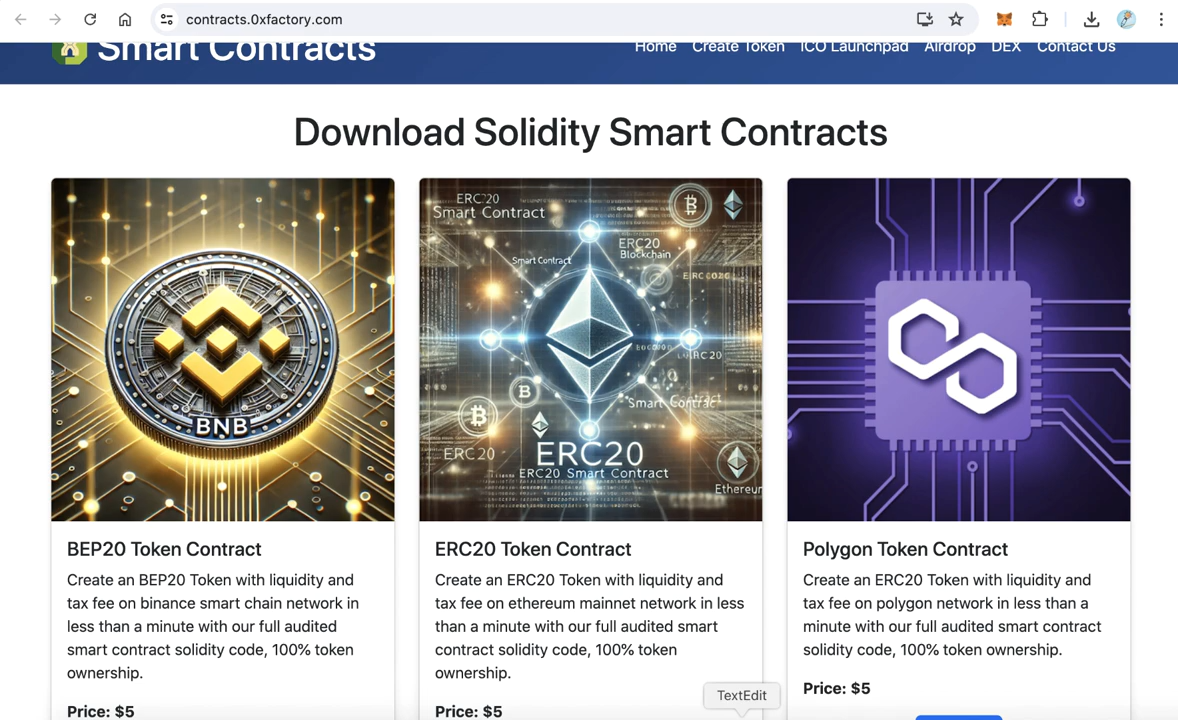 contracts.0xfactory.com
Smart Contracts
Home Create Token ICO Launchpad Airdrop DEX Contact Us
Download Solidity Smart Contracts
BNB
ERC20
Smart Contract
ERC20
Blockchain
Smart Contract
ERC20
ERC20
ERC20 Smart Contract
BEP20 Token Contract
Create an BEP20 Token with liquidity and
tax fee on binance smart chain network in
less than a minute with our full audited
smart contract solidity code, 100% token
ownership.
Price: $5
ERC20 Token Contract
Create an ERC20 Token with liquidity and
tax fee on ethereum mainnet network in less
than a minute with our full audited smart
contract solidity code, 100% token
ownership.
Price: $5
Polygon Token Contract
Create an ERC20 Token with liquidity and
tax fee on polygon network in less than a
minute with our full audited smart contract
solidity code, 100% token ownership.
Price: $5
TextEdit